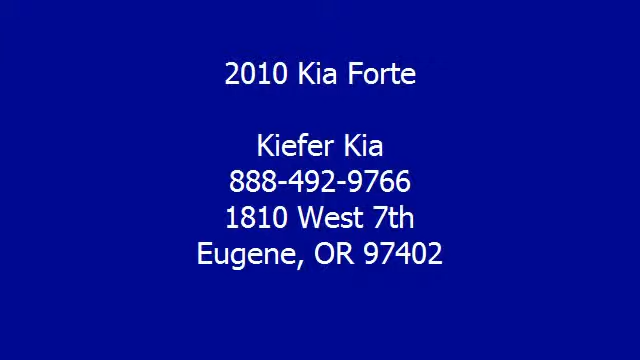 2010 Kia Forte
Kiefer Kia
888-492-9766
1810 West 7th
Eugene, OR 97402